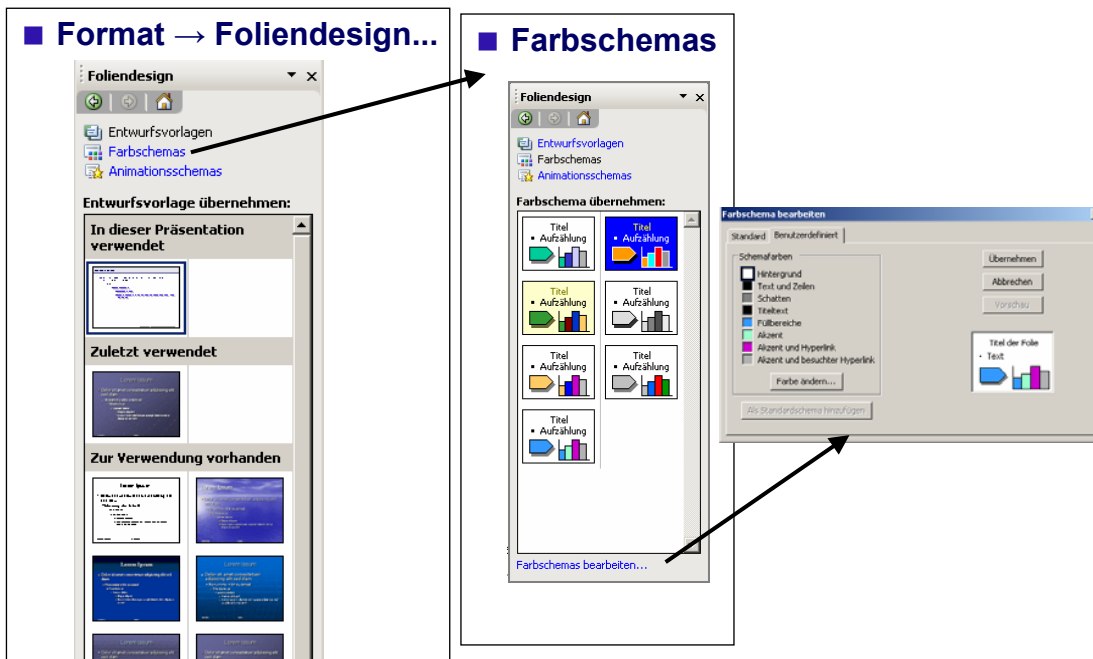 Format → Foliendesign...
Foliendesign
Entwurfsvorlagen
Farbschemas
Animationsschemas
Entwurfsvorlage übernehmen:
In dieser Präsentation
verwendet
Zuletzt verwendet
Zur Verwendung vorhanden
Farbschemas
Foliendesign
Entwurfsvorlagen
Farbschemas
Animationsschemas
Farbschema übernehmen:
Titel
• Aufzählung
Titel
• Aufzählung
Titel
• Aufzählung
Titel
• Aufzählung
Titel
• Aufzählung
Titel
• Aufzählung
Titel
• Aufzählung
Farbschemas bearbeiten...
Farbschema bearbeiten
Standard
Benutzerdefiniert
Schemafarben
Hintergrund
Text und Zeilen
Schatten
Titeltext
Füllbereiche
Akzent
Akzent und Hyperlink
Akzent und besuchter Hyperlink
Farbe ändern...
Als Standardschema hinzufügen
Übernehmen
Abbrechen
Vorschau
Titel der Folie
• Text